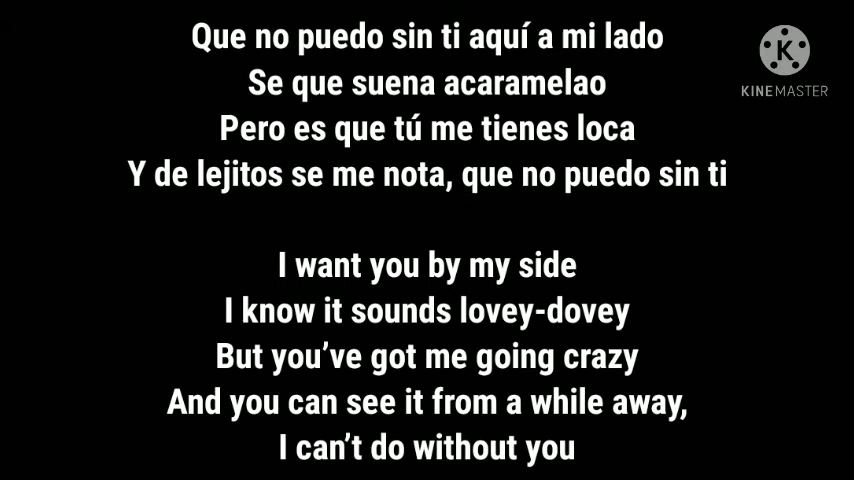 Que no puedo sin ti aquí a mi lado
Se que suena acaramelao
Pero es que tú me tienes loca
Y de lejitos se me nota, que no puedo sin ti
I want you by my side
I know it sounds lovey-dovey
But you’ve got me going crazy
And you can see it from a while away,
I can’t do without you
K
KINEMASTER